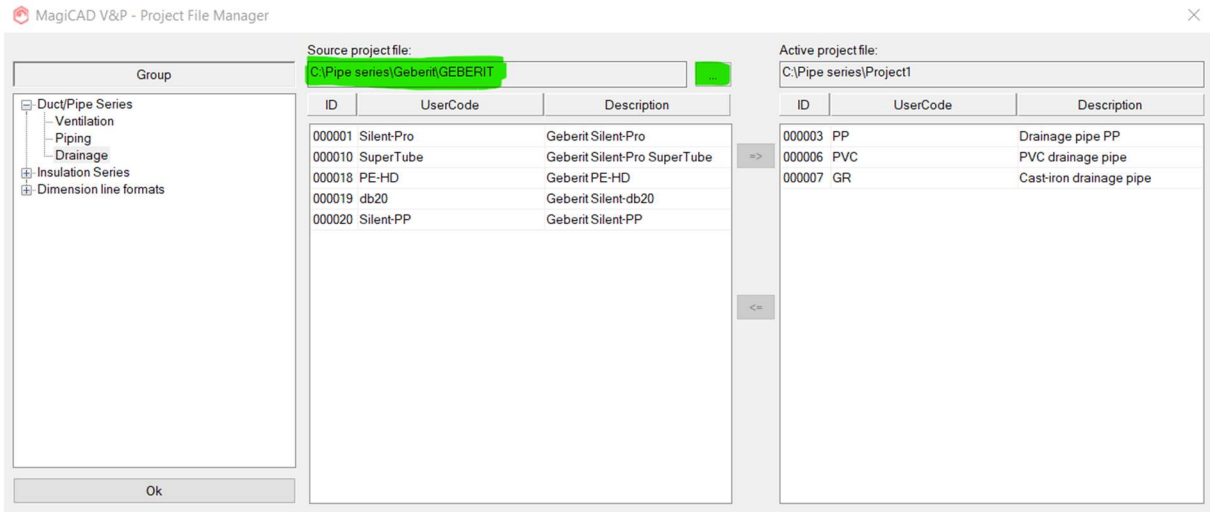 MagiCAD V&P - Project File Manager
Group
Duct/Pipe Series
Ventilation
Piping
Drainage
Insulation Series
Dimension line formats
Ok
Source project file:
C:\Pipe series\Geberit\GEBERIT ...
ID UserCode Description
000001 Silent-Pro Geberit Silent-Pro
000010 SuperTube Geberit Silent-Pro SuperTube
000018 PE-HD Geberit PE-HD
000019 db20 Geberit Silent-db20
000020 Silent-PP Geberit Silent-PP
=>
<=
Active project file:
C:\Pipe series\Project1
ID UserCode Description
000003 PP Drainage pipe PP
000006 PVC PVC drainage pipe
000007 GR Cast-iron drainage pipe